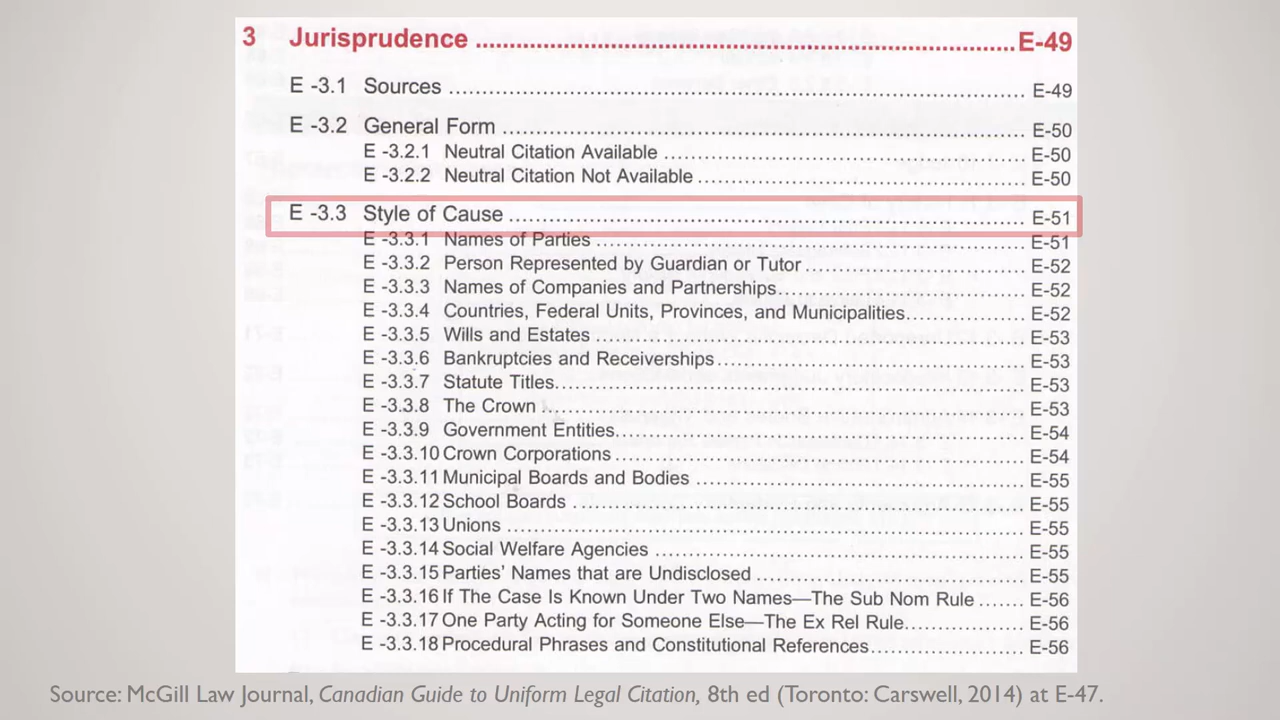 3 Jurisprudence ................................................................................ E-49
E -3.1 Sources ................................................................................ E-49
E -3.2 General Form ................................................................................ E-50
E -3.2.1 Neutral Citation Available ................................................................................ E-50
E -3.2.2 Neutral Citation Not Available ................................................................................ E-50
E -3.3 Style of Cause ................................................................................ E-51
E -3.3.1 Names of Parties ................................................................................ E-51
E -3.3.2 Person Represented by Guardian or Tutor ................................................................................ E-52
E -3.3.3 Names of Companies and Partnerships ................................................................................ E-52
E -3.3.4 Countries, Federal Units, Provinces, and Municipalities ................................................................................ E-52
E -3.3.5 Wills and Estates ................................................................................ E-53
E -3.3.6 Bankruptcies and Receiverships ................................................................................ E-53
E -3.3.7 Statute Titles ................................................................................ E-53
E -3.3.8 The Crown ................................................................................ E-53
E -3.3.9 Government Entities ................................................................................ E-54
E -3.3.10 Crown Corporations ................................................................................ E-54
E -3.3.11 Municipal Boards and Bodies ................................................................................ E-55
E -3.3.12 School Boards ................................................................................ E-55
E -3.3.13 Unions ................................................................................ E-55
E -3.3.14 Social Welfare Agencies ................................................................................ E-55
E -3.3.15 Parties’ Names that are Undisclosed ................................................................................ E-55
E -3.3.16 If The Case Is Known Under Two Names—The Sub Nom Rule ....... E-56
E -3.3.17 One Party Acting for Someone Else—The Ex Rel Rule ....................... E-56
E -3.3.18 Procedural Phrases and Constitutional References ........................... E-56
Source: McGill Law Journal, Canadian Guide to Uniform Legal Citation, 8th ed (Toronto: Carswell, 2014) at E-47.